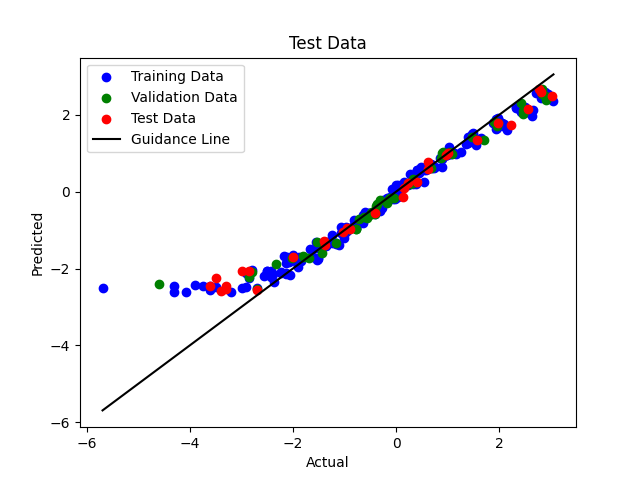 Test Data
Training Data
Validation Data
Test Data
Guidance Line
Predicted
2
0
−2
−4
−6
−6
−4
−2
0
2
Actual